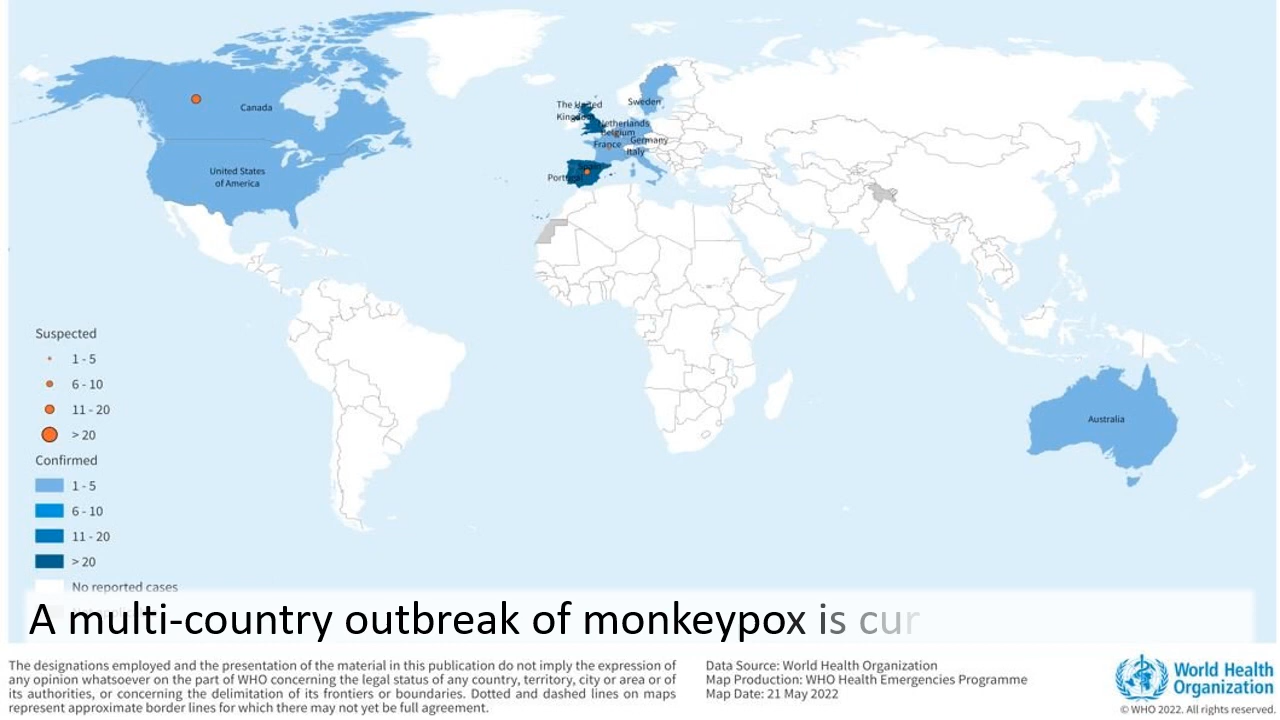 Canada
United States
of America
The United
Kingdom
Sweden
Netherlands
Belgium
Germany
France
Italy
Portugal
Australia
Suspected
1 - 5
6 - 10
11 - 20
> 20
Confirmed
1 - 5
6 - 10
11 - 20
> 20
No reported cases
A multi-country outbreak of monkeypox is cur
The designations employed and the presentation of the material in this publication do not imply the expression of
any opinion whatsoever on the part of WHO concerning the legal status of any country, territory, city or area or of
its authorities, or concerning the delimitation of its frontiers or boundaries. Dotted and dashed lines on maps
represent approximate border lines for which there may not yet be full agreement.
Data Source: World Health Organization
Map Production: WHO Health Emergencies Programme
Map Date: 21 May 2022
World Health
Organization
© WHO 2022. All rights reserved.